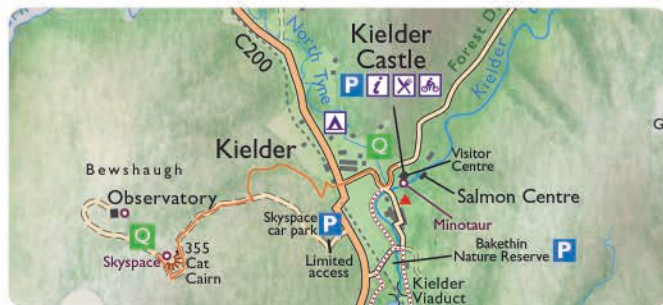 C200
North
Tyne
Kielder
Castle
P i
Forest Dr
Kielder
Q
Kielder
Visitor
Centre
Salmon Centre
Minotaur
Bewshaugh
Observatory
Q
Skyspace
355
Cat
Cairn
Skyspace
car park
P
Limited
access
Bakethin
Nature Reserve
P
Kielder
Viaduct
G